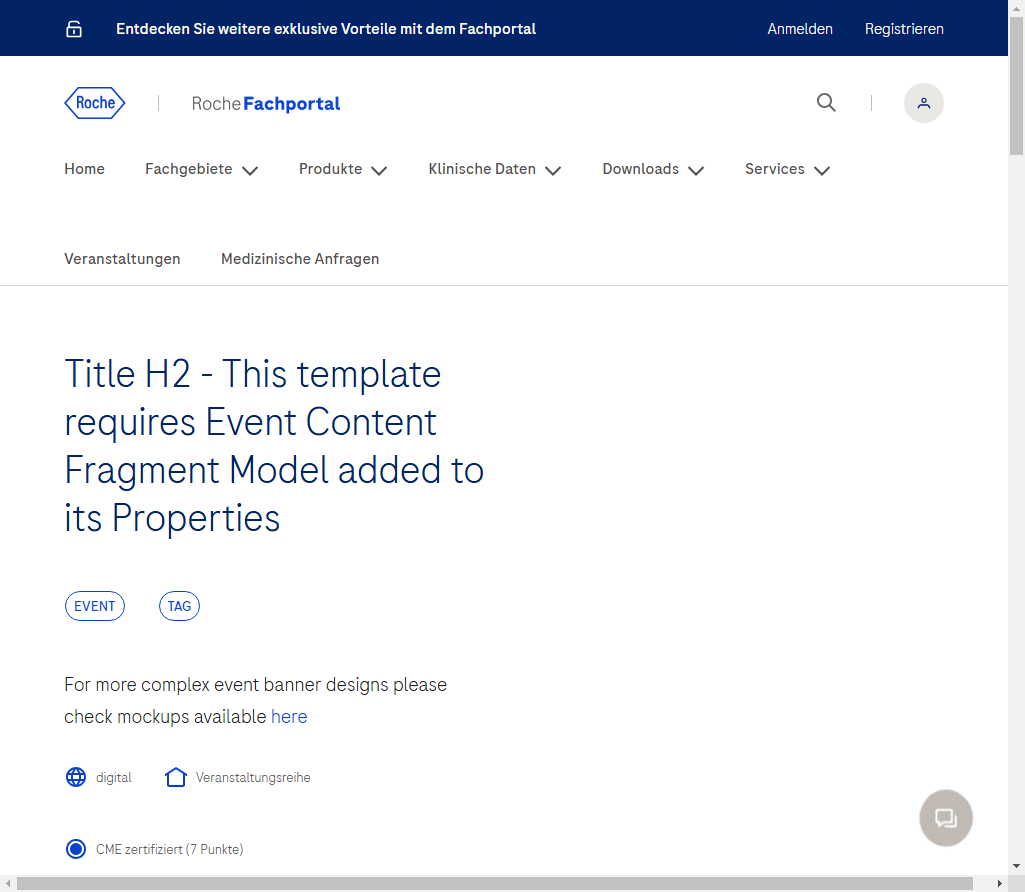 Entdecken Sie weitere exklusive Vorteile mit dem Fachportal
Anmelden
Registrieren
Roche
Roche Fachportal
Home
Fachgebiete
Produkte
Klinische Daten
Downloads
Services
Veranstaltungen
Medizinische Anfragen
Title H2 - This template
requires Event Content
Fragment Model added to
its Properties
EVENT
TAG
For more complex event banner designs please
check mockups available here
digital
Veranstaltungsreihe
CME zertifiziert (7 Punkte)